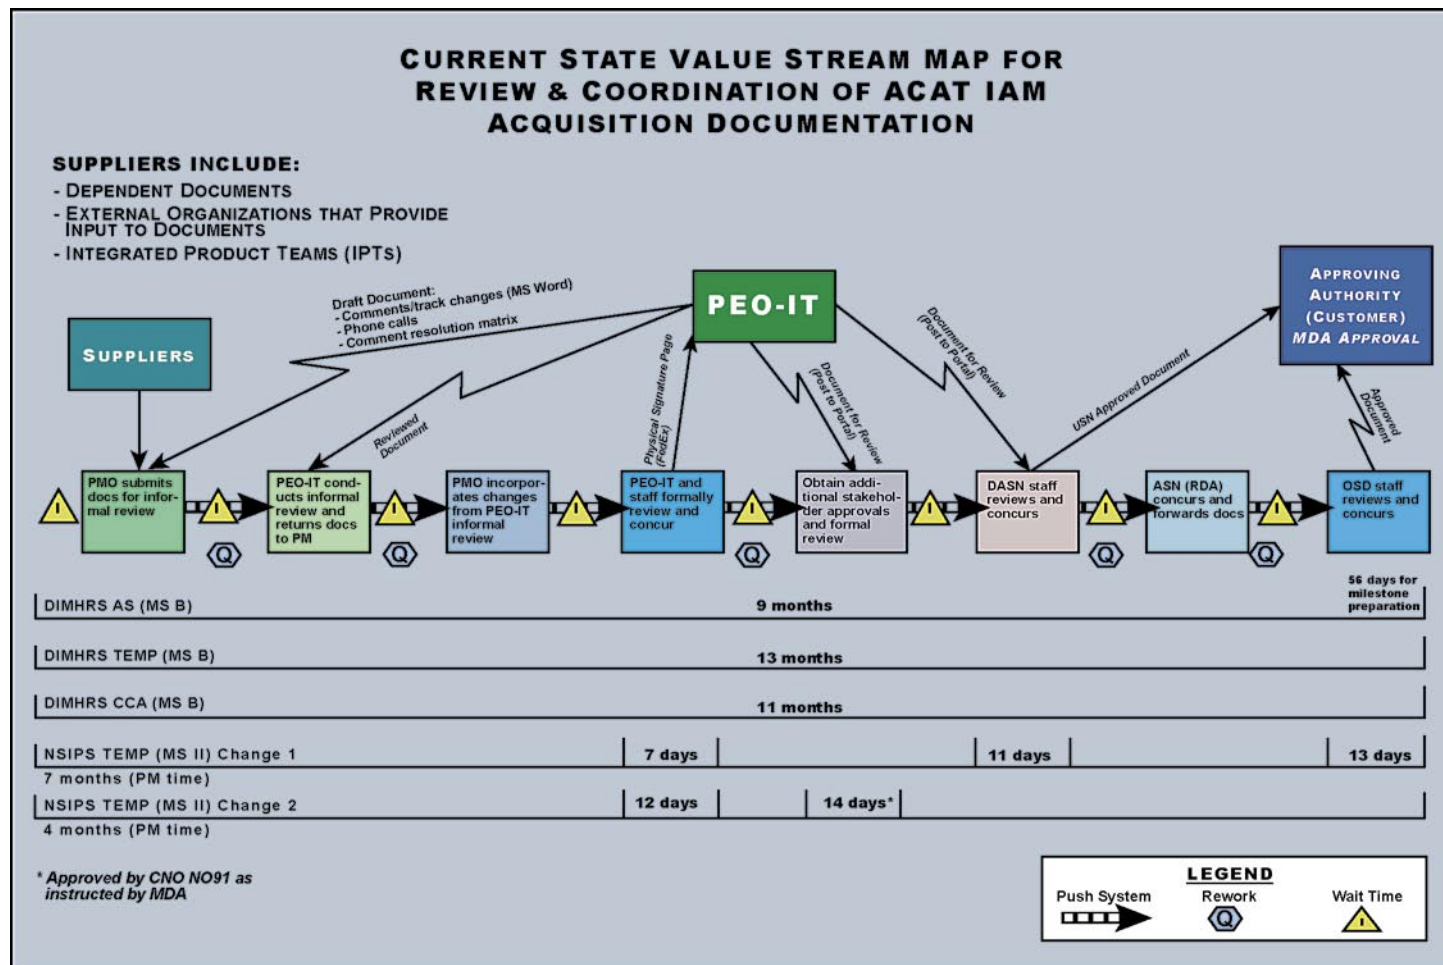 CURRENT STATE VALUE STREAM MAP FOR
REVIEW & COORDINATION OF ACAT IAM
ACQUISITION DOCUMENTATION
SUPPLIERS INCLUDE:
- DEPENDENT DOCUMENTS
- EXTERNAL ORGANIZATIONS THAT PROVIDE
INPUT TO DOCUMENTS
- INTEGRATED PRODUCT TEAMS (IPTs)
SUPPLIERS
Draft Document:
- Comments/track changes (MS Word)
- Phone calls
- Comment resolution matrix
PEO-IT
APPROVING
AUTHORITY
(CUSTOMER)
MDA APPROVAL
Reviewed
Document
Physical Signature Page
(FedEx)
Document for Review
(Post to Portal)
Document for Review
(Post to Portal)
USN Approved Document
Approved
Document
I
PMO submits
docs for infor-
mal review
I
Q
PEO-IT con-
ducts informal
review and
returns docs
to PM
I
Q
PMO incorpor-
ates changes
from PEO-IT
informal
review
I
PEO-IT and
staff formally
review and
concur
I
Q
Obtain addi-
tional stakehol-
der approvals
and formal
review
I
DASN staff
reviews and
concurs
I
Q
ASN (RDA)
concurs and
forwards docs
I
Q
OSD staff
reviews and
concurs
DIMHRS AS (MS B)
9 months
56 days for
milestone
preparation
DIMHRS TEMP (MS B)
13 months
DIMHRS CCA (MS B)
11 months
NSIPS TEMP (MS II) Change 1
7 days
11 days
13 days
7 months (PM time)
NSIPS TEMP (MS II) Change 2
12 days
14 days*
4 months (PM time)
* Approved by CNO NO91 as
instructed by MDA
LEGEND
Push System
Rework
Wait Time
Q
I